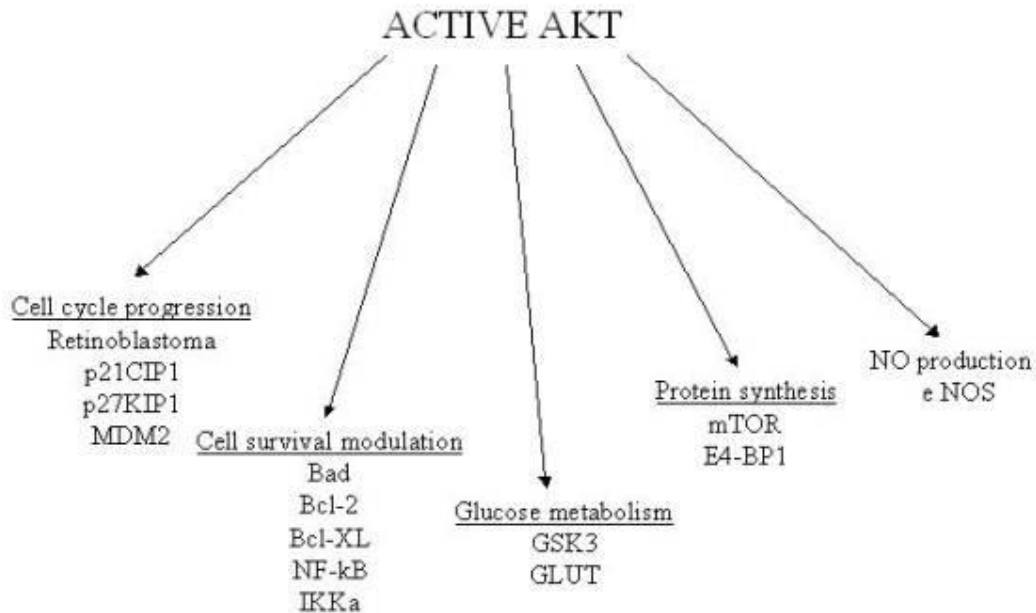 ACTIVE AKT
Cell cycle progression
Retinoblastoma
p21CIP1
p27KIP1
MDM2
Cell survival modulation
Bad
Bcl-2
Bcl-XL
NF-kB
IKKa
Glucose metabolism
GSK3
GLUT
Protein synthesis
mTOR
E4-BP1
NO production
e NOS